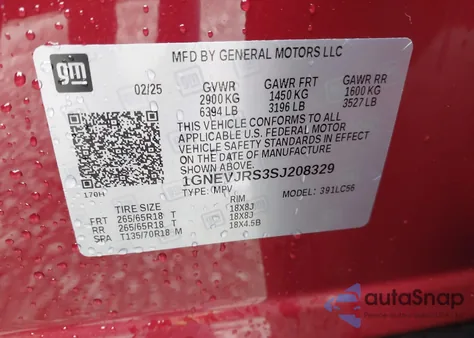 gm
MFD BY GENERAL MOTORS LLC
02/25 GVWR GAWR FRT GAWR RR
2900 KG 1450 KG 1600 KG
6394 LB 3196 LB 3527 LB
THIS VEHICLE CONFORMS TO ALL
APPLICABLE U.S. FEDERAL MOTOR
VEHICLE SAFETY STANDARDS IN EFFECT
ON THE DATE OF MANUFACTURE
SHOWN ABOVE.
1GNEVJRS3SJ208329
170H TYPE: (MPV) MODEL: 391LC56
TIRE SIZE RIM
FRT 265/65R18 T 18X8J
RR 265/65R18 T 18X8J
SPA T135/70R18 M 18X4.5B
autoSnap